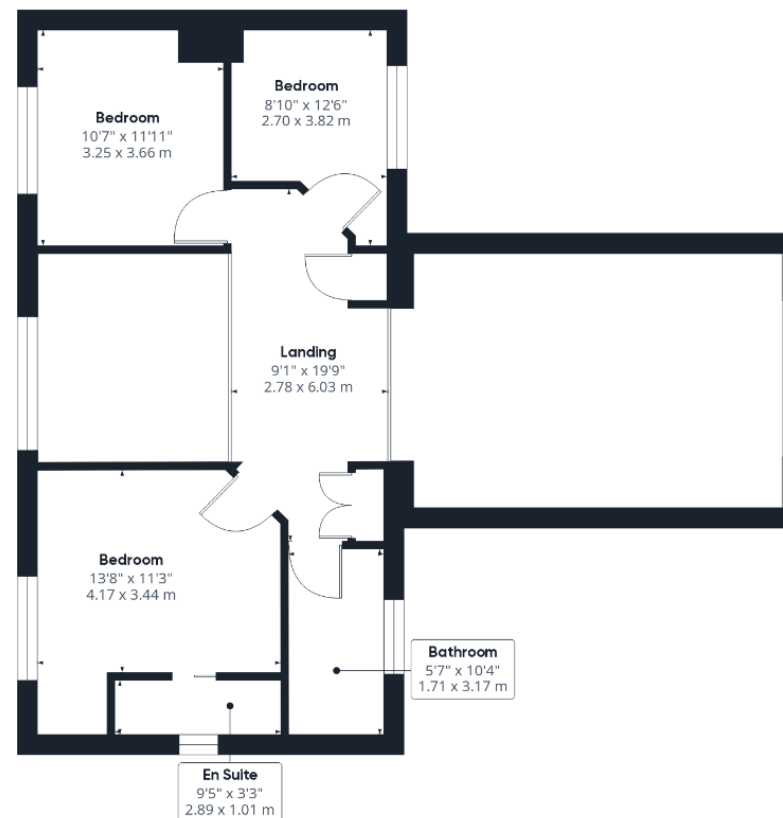 Bedroom
10'7" x 11'11"
3.25 x 3.66 m
Bedroom
8'10" x 12'6"
2.70 x 3.82 m
Landing
9'1" x 19'9"
2.78 x 6.03 m
Bedroom
13'8" x 11'3"
4.17 x 3.44 m
Bathroom
5'7" x 10'4"
1.71 x 3.17 m
En Suite
9'5" x 3'3"
2.89 x 1.01 m